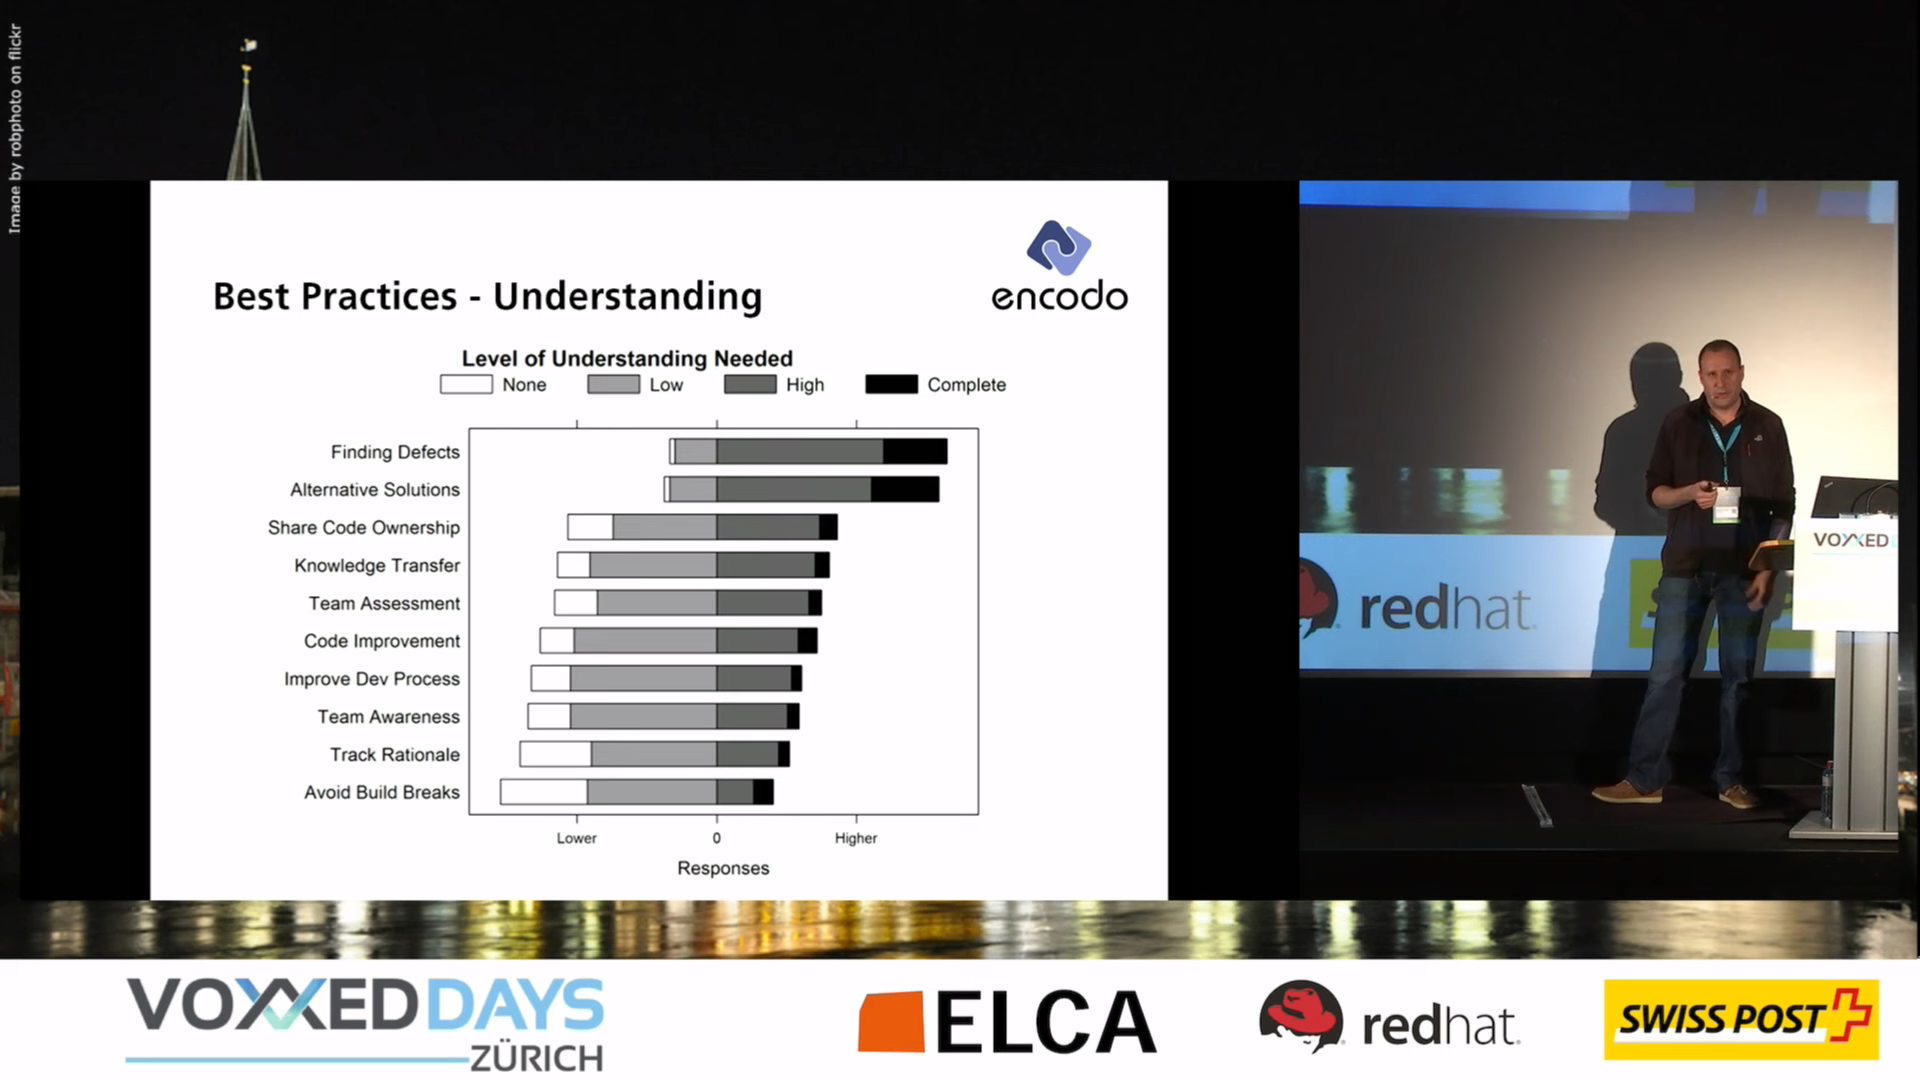 Image by robphoto on flickr
encodo
Best Practices - Understanding
Level of Understanding Needed
None Low High Complete
Finding Defects
Alternative Solutions
Share Code Ownership
Knowledge Transfer
Team Assessment
Code Improvement
Improve Dev Process
Team Awareness
Track Rationale
Avoid Build Breaks
Lower 0 Higher
Responses
VOXXED
redhat.
VOXXED DAYS
ZÜRICH
ELCA
redhat.
SWISS POST